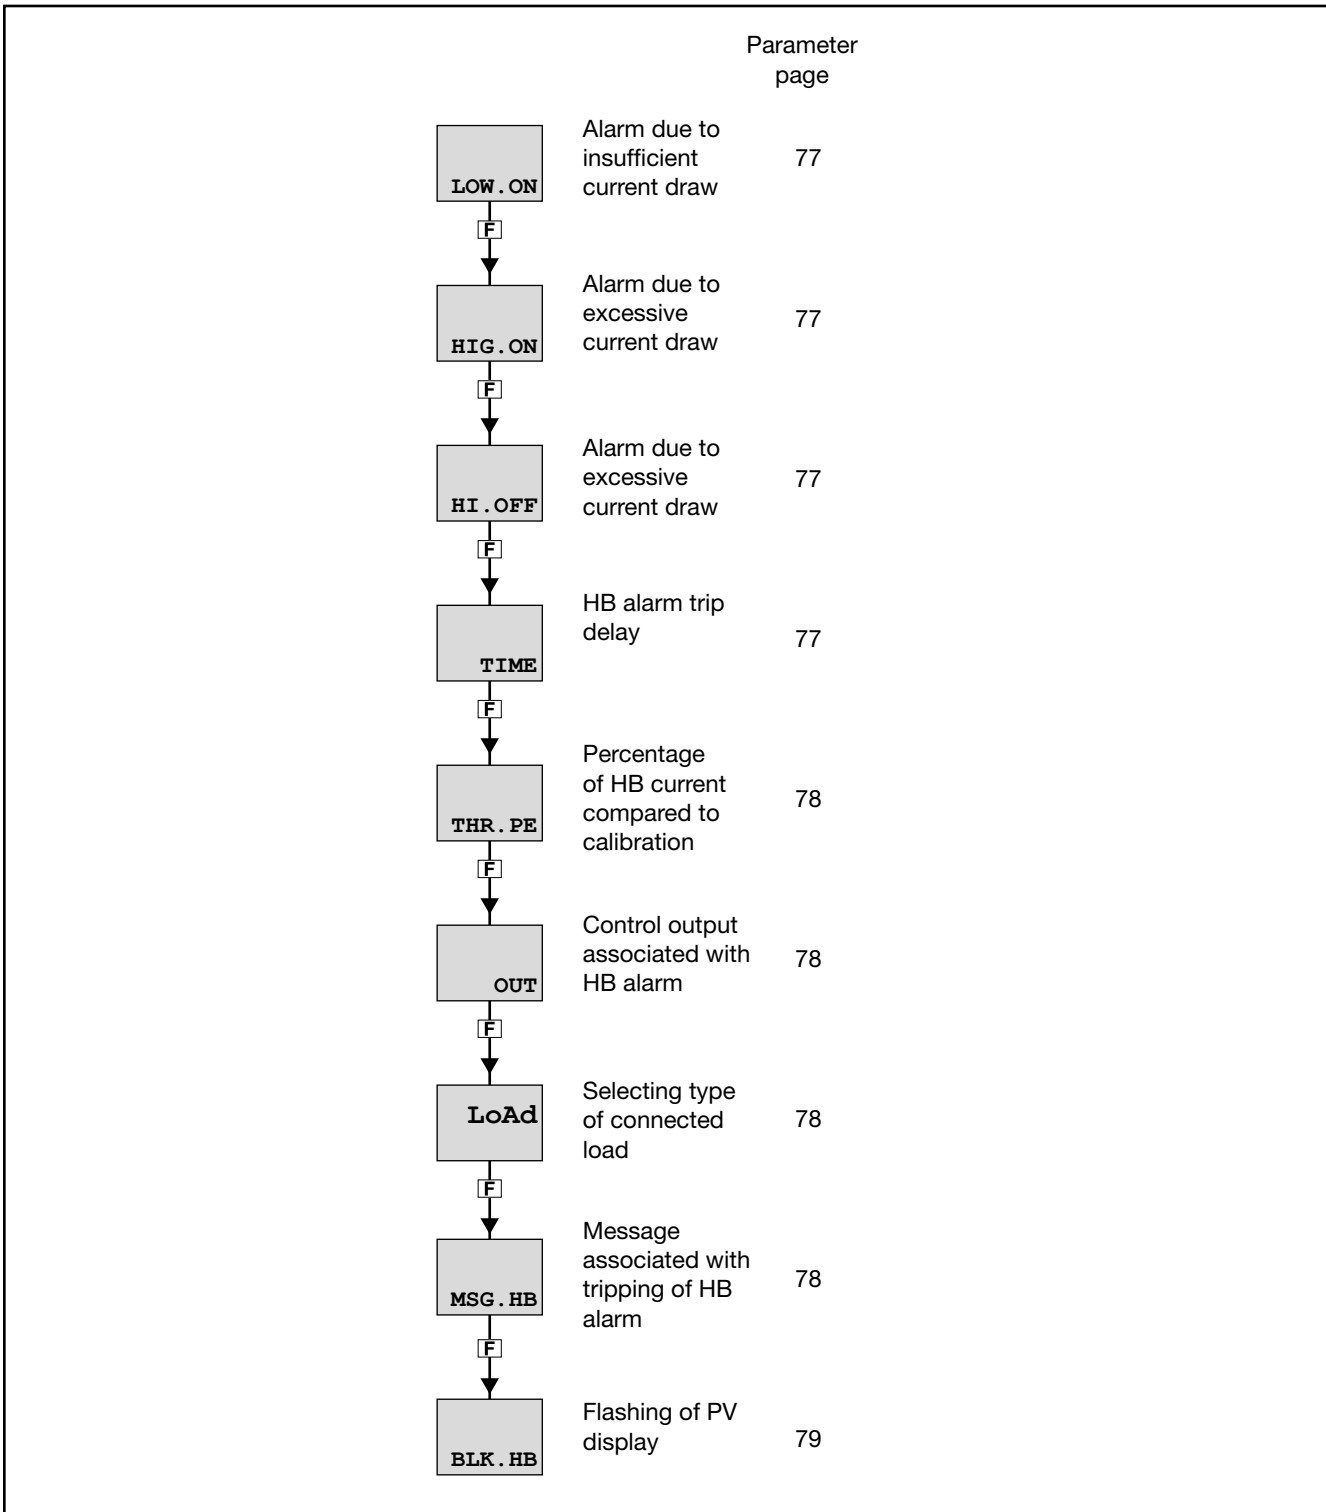 Parameter
page
Alarm due to
insufficient
current draw
77
LOW.ON
F
Alarm due to
excessive
current draw
77
HIG.ON
F
Alarm due to
excessive
current draw
77
HI.OFF
F
HB alarm trip
delay
77
TIME
F
Percentage
of HB current
compared to
calibration
78
THR.PE
F
Control output
associated with
HB alarm
78
OUT
F
Selecting type
of connected
load
78
LoAd
F
Message
associated with
tripping of HB
alarm
78
MSG.HB
F
Flashing of PV
display
79
BLK.HB